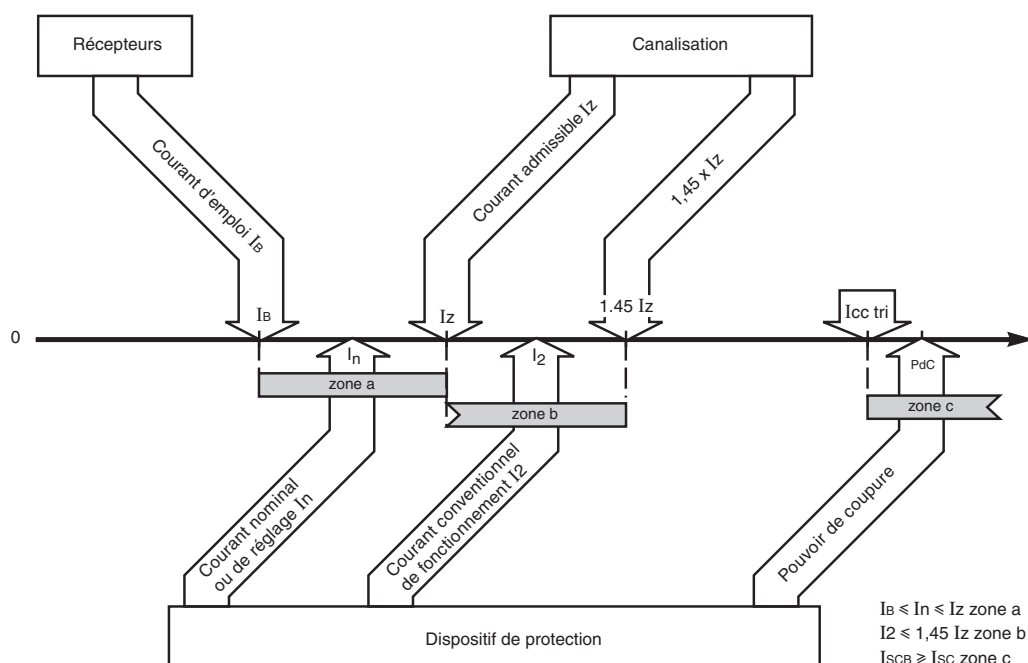 Récepteurs
Canalisation
Courant d'emploi IB
Courant admissible Iz
1,45 x Iz
IB
Iz
1.45 Iz
Icc tri
0
In
I2
PdC
zone a
zone b
zone c
Courant nominal
ou de réglage In
Courant conventionnel
de fonctionnement I2
Pouvoir de coupure
Dispositif de protection
IB ≤ In ≤ Iz zone a
I2 ≤ 1,45 Iz zone b
ISCB ≥ ISC zone c